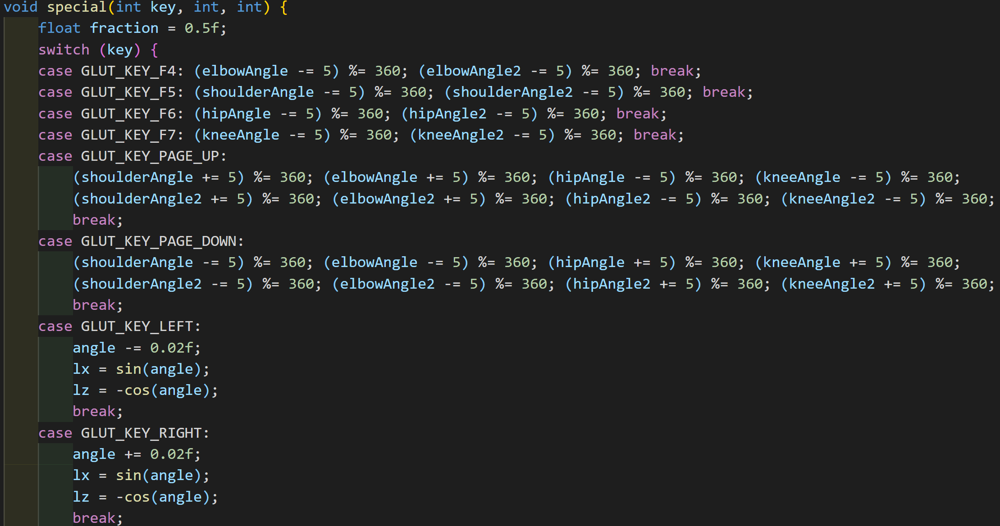 void special(int key, int, int) {
    float fraction = 0.5f;
    switch (key) {
    case GLUT_KEY_F4: (elbowAngle -= 5) %= 360; (elbowAngle2 -= 5) %= 360; break;
    case GLUT_KEY_F5: (shoulderAngle -= 5) %= 360; (shoulderAngle2 -= 5) %= 360; break;
    case GLUT_KEY_F6: (hipAngle -= 5) %= 360; (hipAngle2 -= 5) %= 360; break;
    case GLUT_KEY_F7: (kneeAngle -= 5) %= 360; (kneeAngle2 -= 5) %= 360; break;
    case GLUT_KEY_PAGE_UP:
        (shoulderAngle += 5) %= 360; (elbowAngle += 5) %= 360; (hipAngle -= 5) %= 360; (kneeAngle -= 5) %= 360;
        (shoulderAngle2 += 5) %= 360; (elbowAngle2 += 5) %= 360; (hipAngle2 -= 5) %= 360; (kneeAngle2 -= 5) %= 360;
        break;
    case GLUT_KEY_PAGE_DOWN:
        (shoulderAngle -= 5) %= 360; (elbowAngle -= 5) %= 360; (hipAngle += 5) %= 360; (kneeAngle += 5) %= 360;
        (shoulderAngle2 -= 5) %= 360; (elbowAngle2 -= 5) %= 360; (hipAngle2 += 5) %= 360; (kneeAngle2 += 5) %= 360;
        break;
    case GLUT_KEY_LEFT:
        angle -= 0.02f;
        lx = sin(angle);
        lz = -cos(angle);
        break;
    case GLUT_KEY_RIGHT:
        angle += 0.02f;
        lx = sin(angle);
        lz = -cos(angle);
        break;